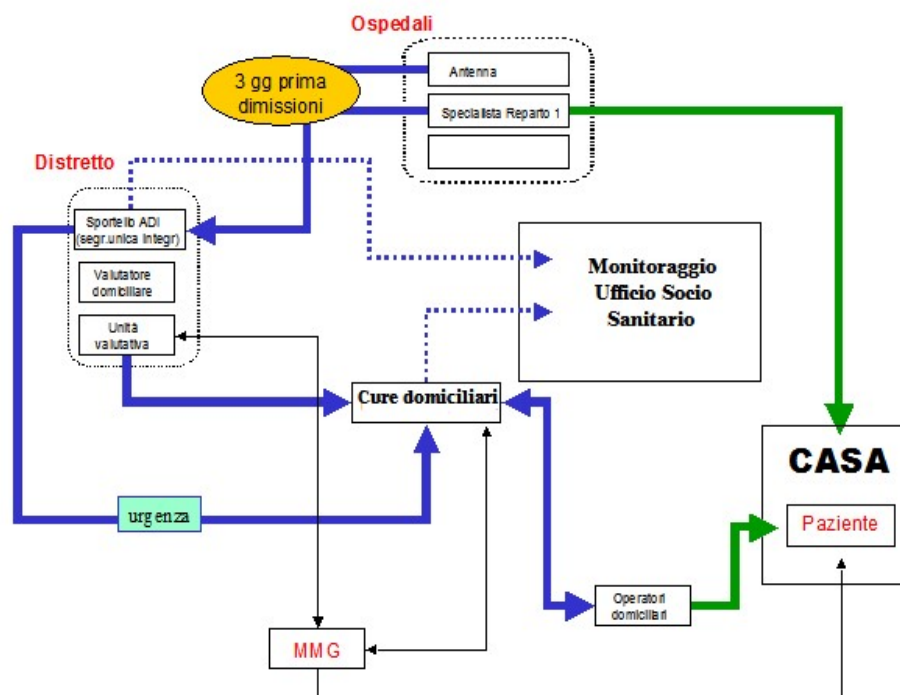 Ospedali
3 gg prima
dimissioni
Antenna
Specialista Reparto 1
Distretto
Sportello ADI
(segr.unica integr)
Valutatore
domiciliare
Unità
valutativa
Monitoraggio
Ufficio Socio
Sanitario
Cure domiciliari
CASA
Paziente
urgenza
Operatori
domiciliari
MMG